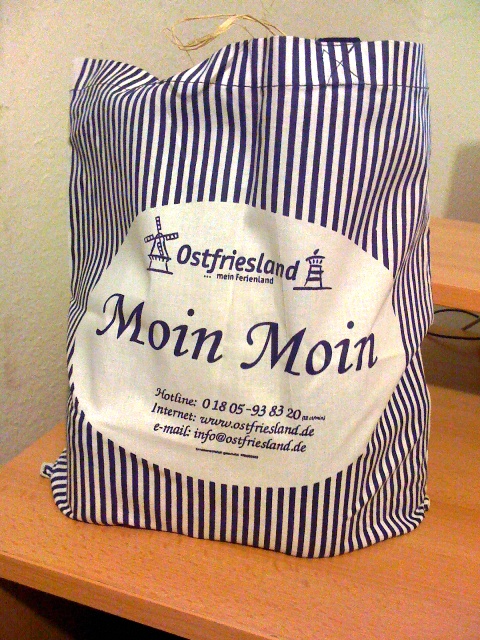 Ostfriesland
... mein Ferienland
Moin Moin
Hotline: 0 18 05-93 83 20
Internet: www.ostfriesland.de
e-mail: info@ostfriesland.de